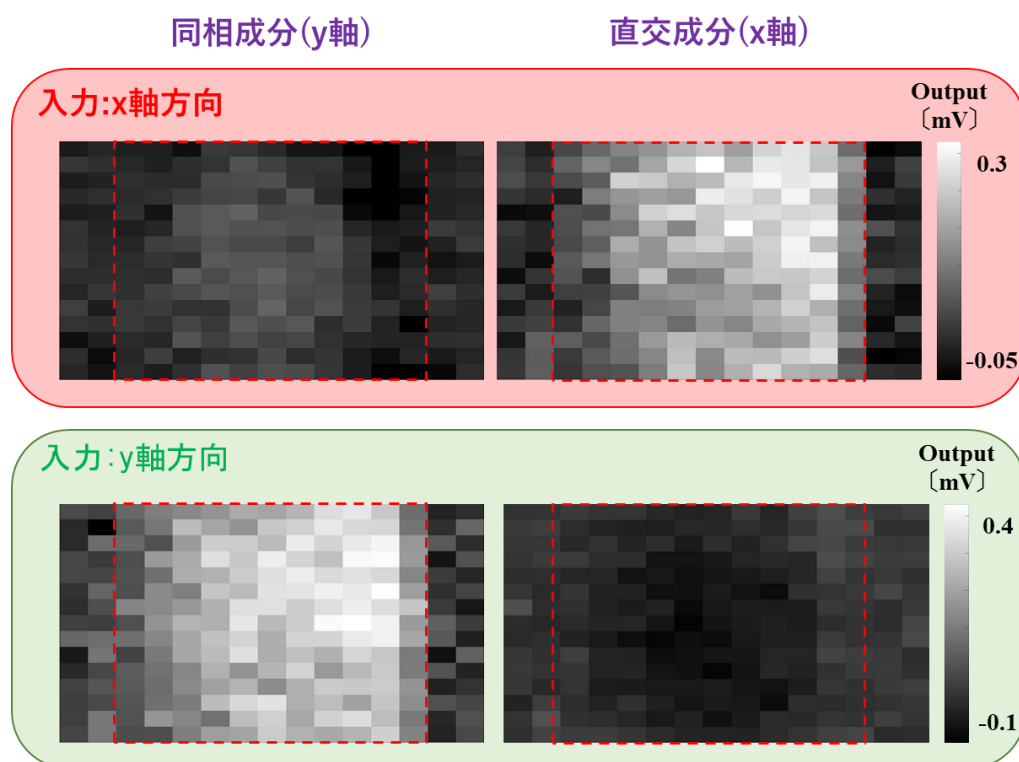 同相成分(y軸)
直交成分(x軸)
入力:x軸方向
Output
〔mV〕
0.3
-0.05
入力:y軸方向
Output
〔mV〕
0.4
-0.1